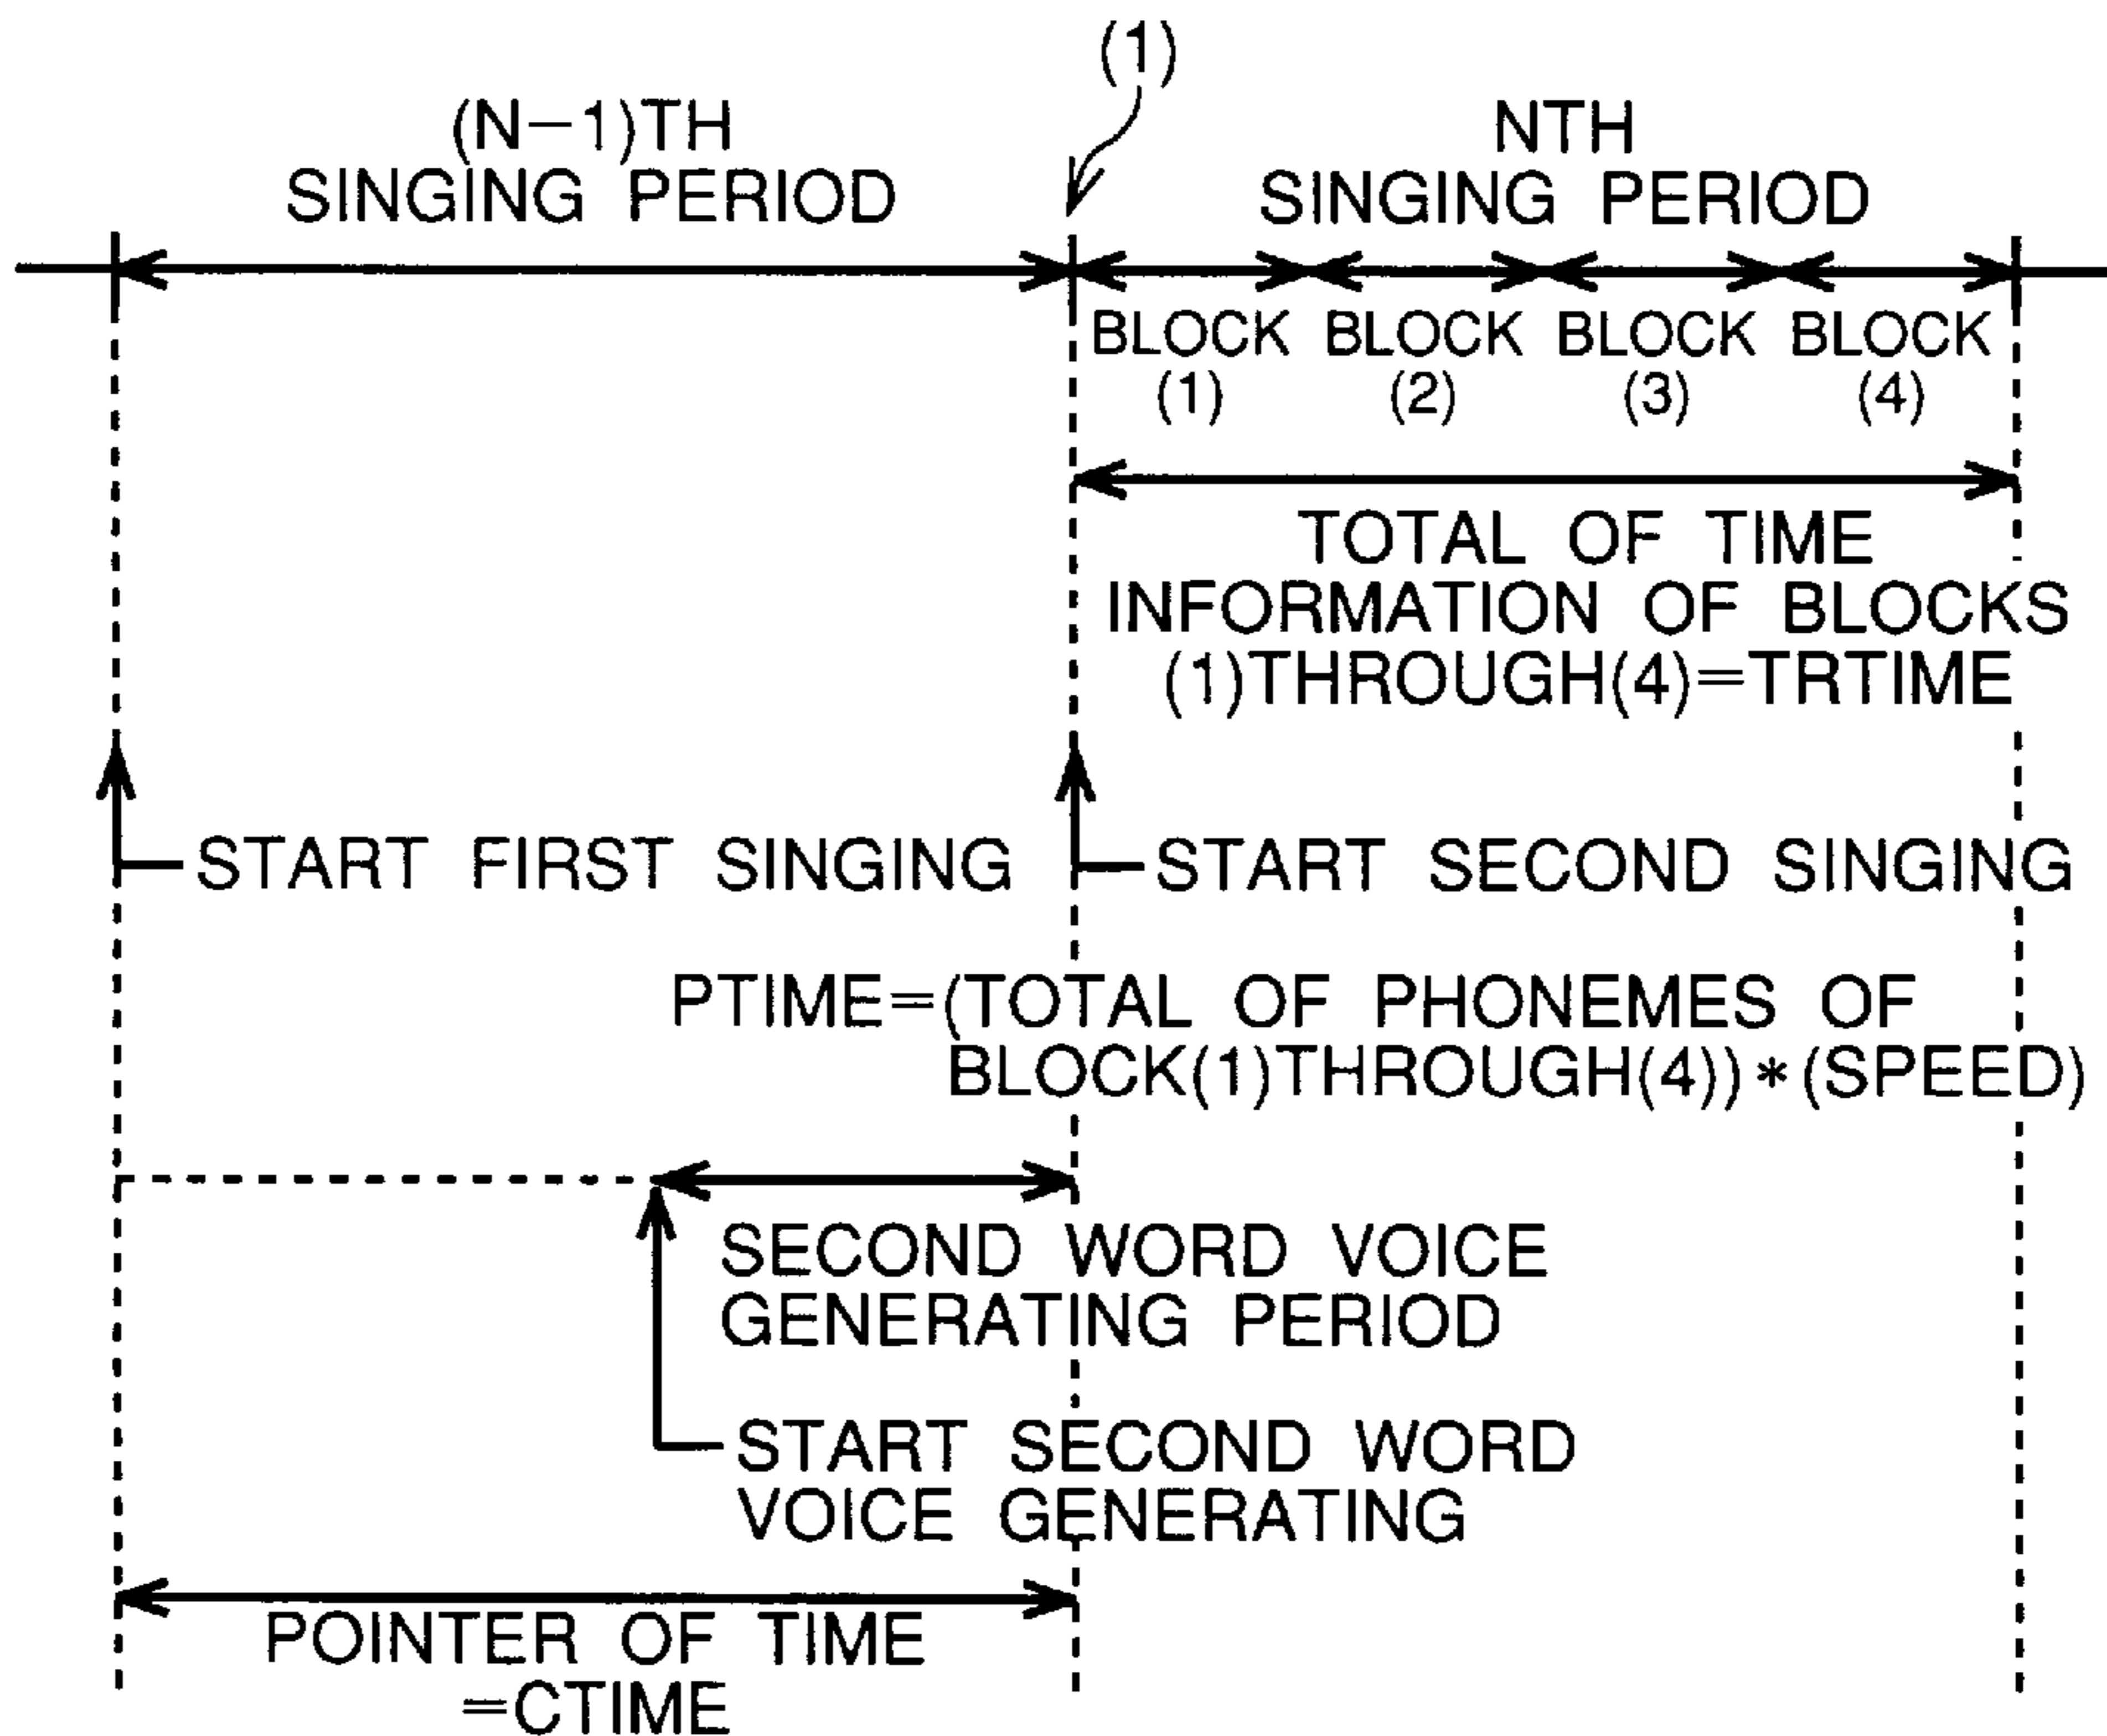 (1)
(N−1)TH
SINGING PERIOD
NTH
SINGING PERIOD
BLOCK BLOCK BLOCK BLOCK
(1) (2) (3) (4)
TOTAL OF TIME
INFORMATION OF BLOCKS
(1)THROUGH(4)=TRTIME
START FIRST SINGING
START SECOND SINGING
PTIME=(TOTAL OF PHONEMES OF
BLOCK(1)THROUGH(4))*(SPEED)
SECOND WORD VOICE
GENERATING PERIOD
START SECOND WORD
VOICE GENERATING
POINTER OF TIME
=CTIME